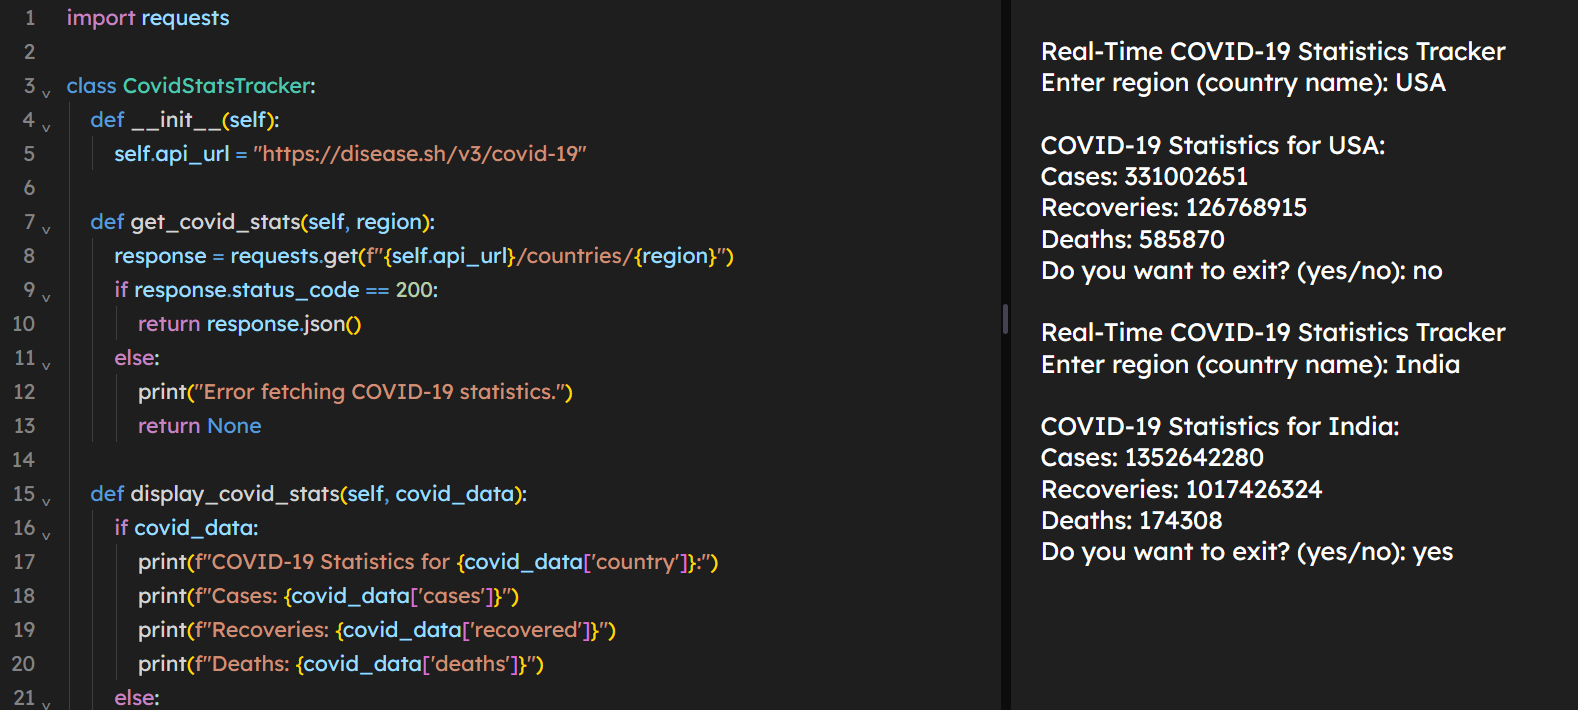 1 import requests
2
3 class CovidStatsTracker:
4 def __init__(self):
5 self.api_url = "https://disease.sh/v3/covid-19"
6
7 def get_covid_stats(self, region):
8 response = requests.get(f"{self.api_url}/countries/{region}")
9 if response.status_code == 200:
10 return response.json()
11 else:
12 print("Error fetching COVID-19 statistics.")
13 return None
14
15 def display_covid_stats(self, covid_data):
16 if covid_data:
17 print(f"COVID-19 Statistics for {covid_data['country']}:")
18 print(f"Cases: {covid_data['cases']}")
19 print(f"Recoveries: {covid_data['recovered']}")
20 print(f"Deaths: {covid_data['deaths']}")
21 else:
Real-Time COVID-19 Statistics Tracker
Enter region (country name): USA
COVID-19 Statistics for USA:
Cases: 331002651
Recoveries: 126768915
Deaths: 585870
Do you want to exit? (yes/no): no
Real-Time COVID-19 Statistics Tracker
Enter region (country name): India
COVID-19 Statistics for India:
Cases: 1352642280
Recoveries: 1017426324
Deaths: 174308
Do you want to exit? (yes/no): yes